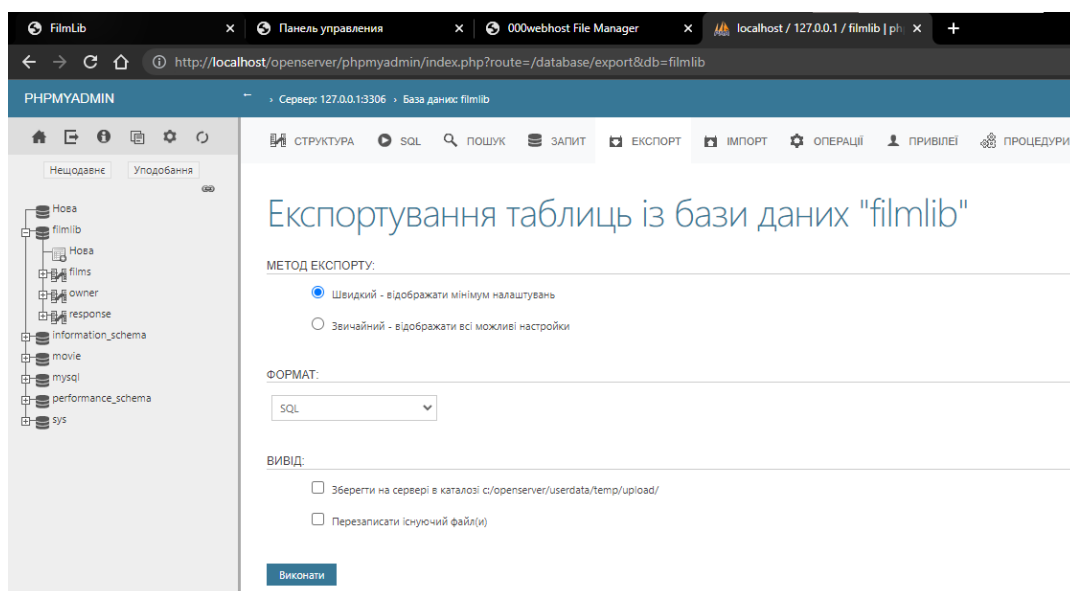 FilmLib
Панель управления
000webhost File Manager
localhost / 127.0.0.1 / filmlib | ph
http://localhost/openserver/phpmyadmin/index.php?route=/database/export&db=filmlib
PHPMYADMIN
Сервер: 127.0.0.1:3306
База даних: filmlib
СТРУКТУРА
SQL
ПОШУК
ЗАПИТ
ЕКСПОРТ
ІМПОРТ
ОПЕРАЦІЇ
ПРИВІЛЕЇ
ПРОЦЕДУРИ
Нещодавнє
Уподобання
Нова
filmlib
Нова
films
owner
response
information_schema
movie
mysql
performance_schema
sys
Експортування таблиць із бази даних "filmlib"
МЕТОД ЕКСПОРТУ:
Швидкий - відображати мінімум налаштувань
Звичайний - відображати всі можливі настройки
ФОРМАТ:
SQL
ВИВІД:
Зберегти на сервері в каталозі c:/openserver/userdata/temp/upload/
Перезаписати існуючий файл(и)
Виконати